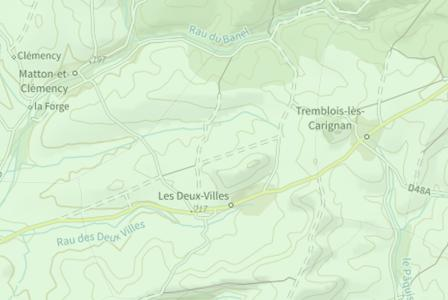 Rau du Banel
Clémency
Matton-et-
Clémency
la Forge
Tremblois-lès-
Carignan
D48A
Les Deux-Villes
217
Rau des Deux Villes